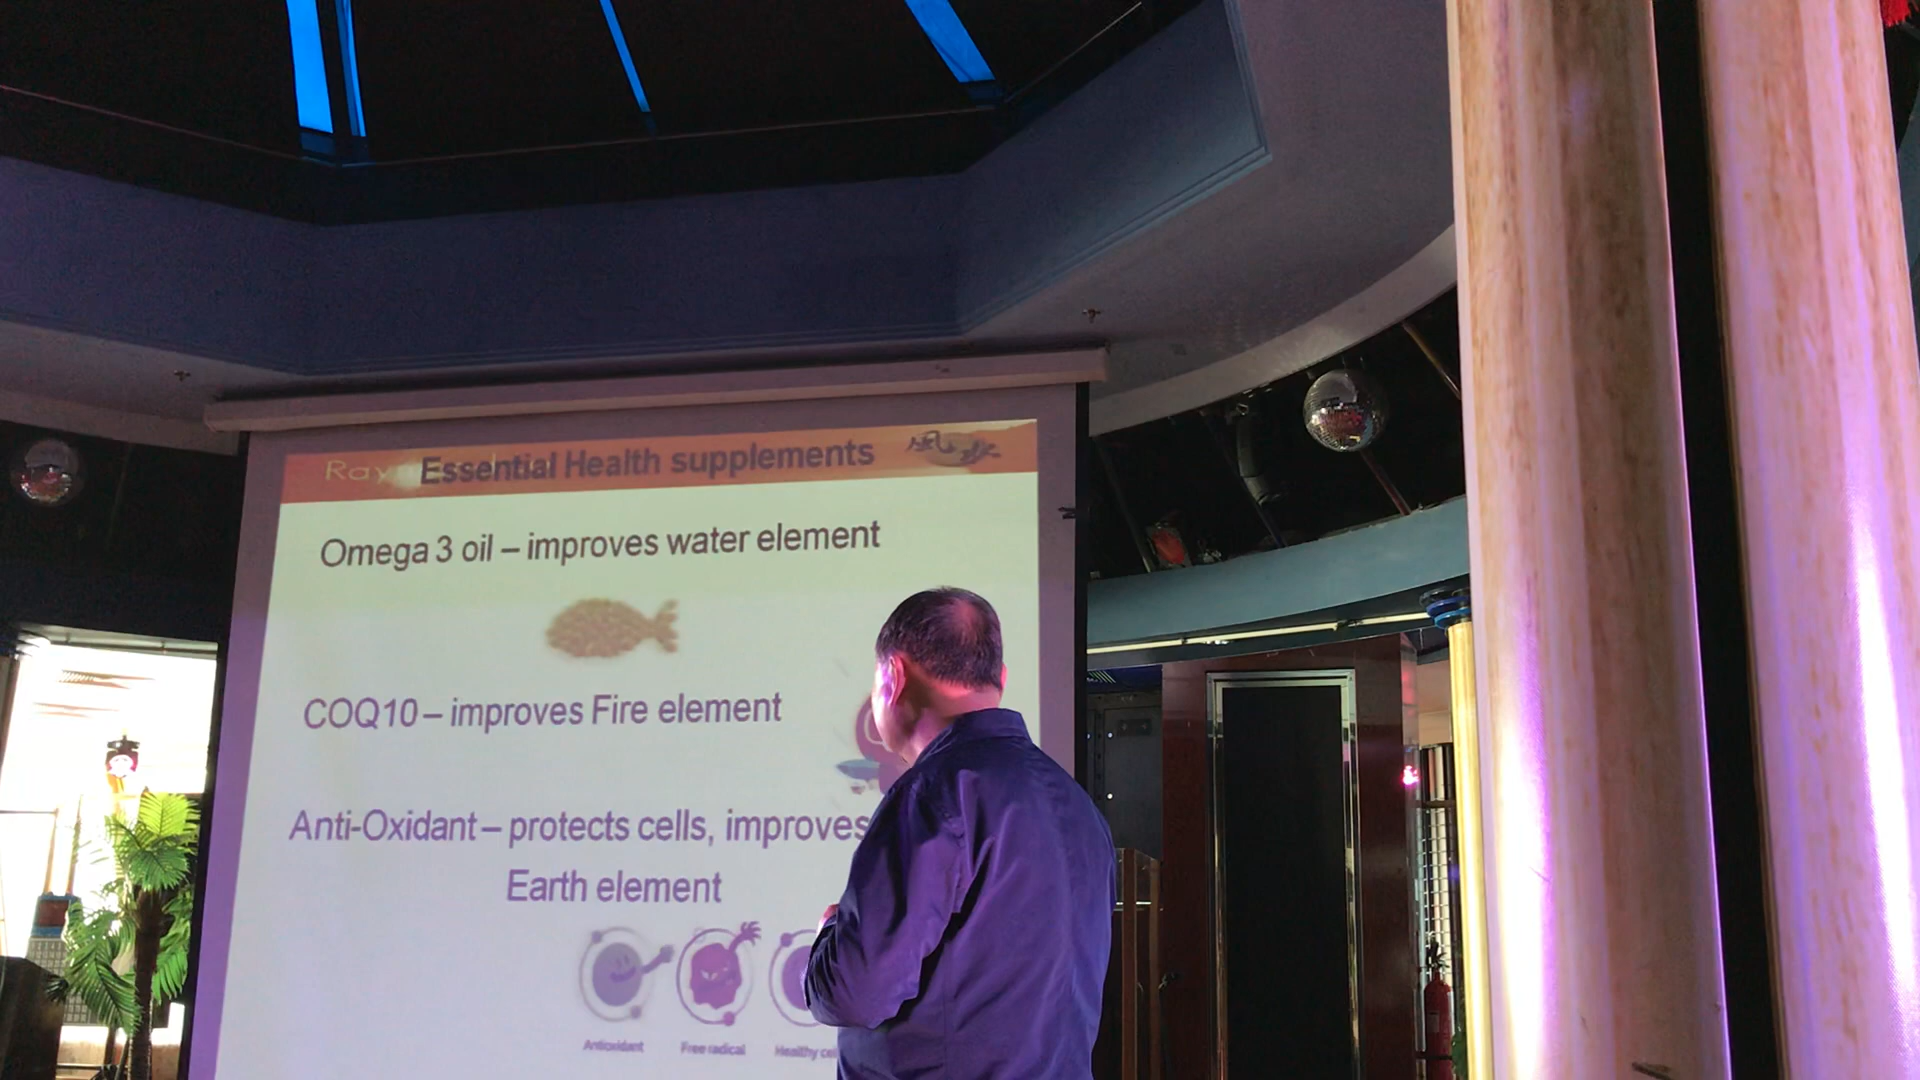 Essential Health supplements
Omega 3 oil – improves water element
COQ10 – improves Fire element
Anti-Oxidant – protects cells, improves
Earth element
Antioxidant
Free radical
Healthy